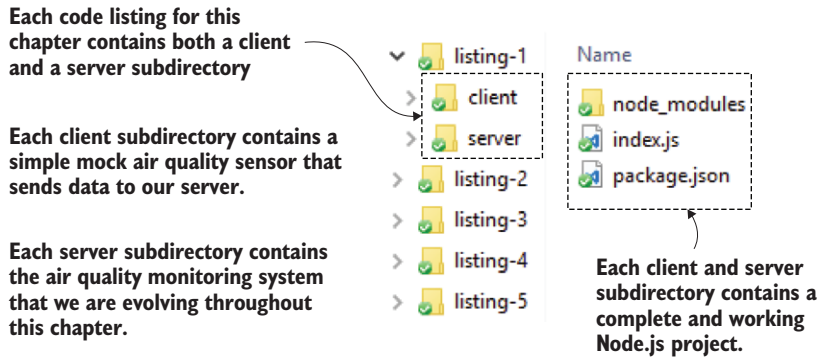 Each code listing for this
chapter contains both a client
and a server subdirectory
Each client subdirectory contains a
simple mock air quality sensor that
sends data to our server.
Each server subdirectory contains
the air quality monitoring system
that we are evolving throughout
this chapter.
listing-1
client
server
listing-2
listing-3
listing-4
listing-5
Name
node_modules
index.js
package.json
Each client and server
subdirectory contains a
complete and working
Node.js project.